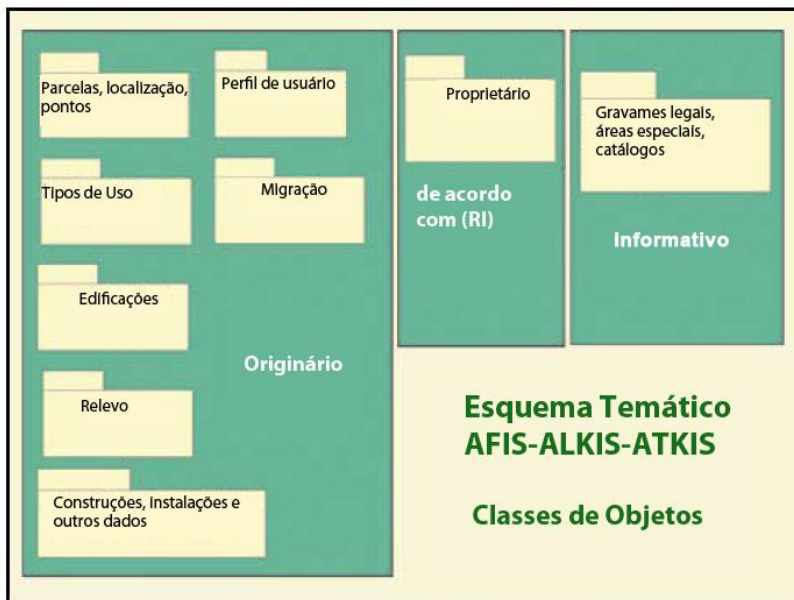 Parcelas, localização,
pontos
Perfil de usuário
Tipos de Uso
Migração
Edificações
Originário
Relevo
Construções, instalações e
outros dados
Proprietário
de acordo
com (RI)
Gravames legais,
áreas especiais,
catálogos
Informativo
Esquema Temático
AFIS-ALKIS-ATKIS
Classes de Objetos